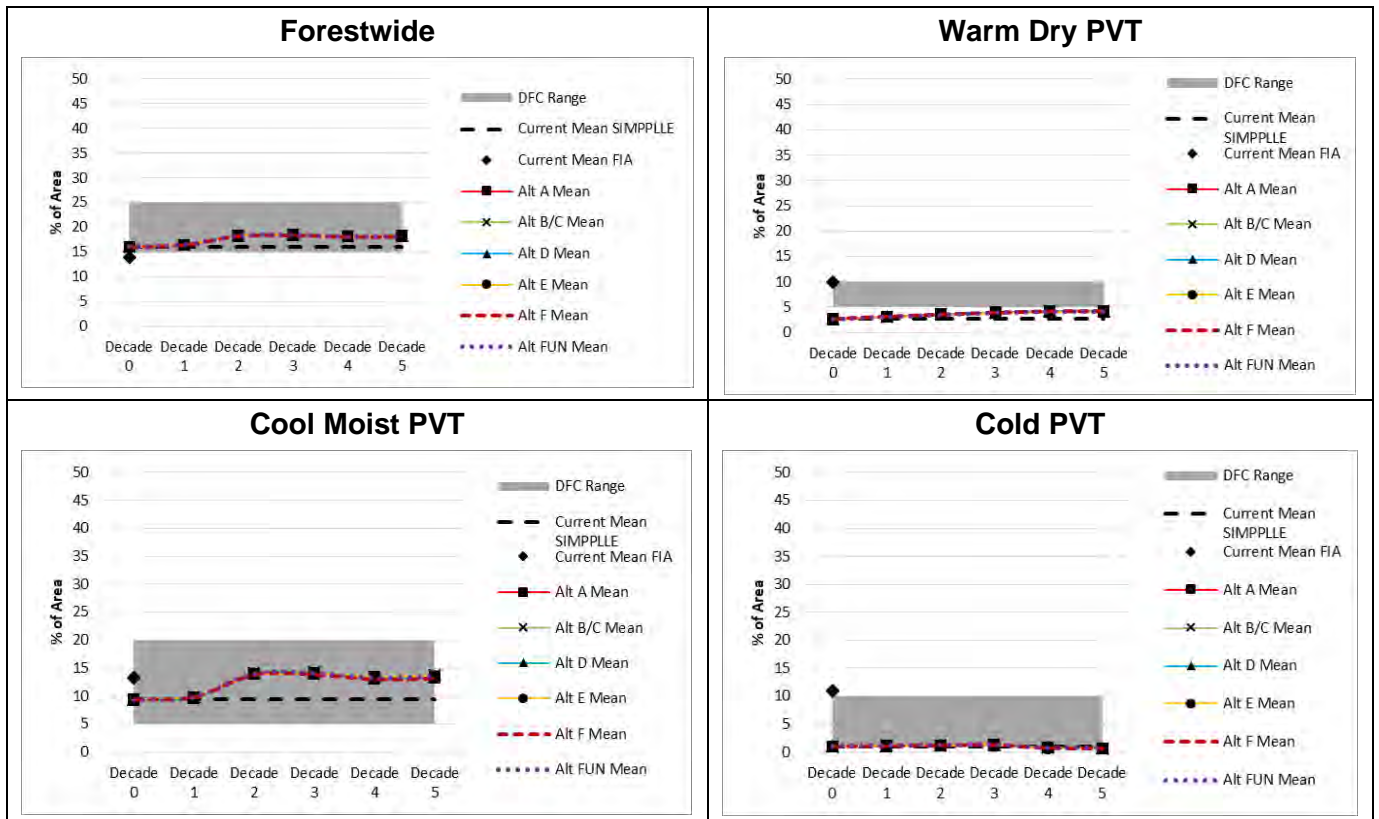 Forestwide
50
45
40
35
30
25
20
15
10
5
0
% of Area
Decade Decade Decade Decade Decade Decade
0 1 2 3 4 5
DFC Range
Current Mean SIMPPLLE
Current Mean FIA
Alt A Mean
Alt B/C Mean
Alt D Mean
Alt E Mean
Alt F Mean
Alt FUN Mean
Warm Dry PVT
50
45
40
35
30
25
20
15
10
5
0
% of Area
Decade Decade Decade Decade Decade Decade
0 1 2 3 4 5
DFC Range
Current Mean
SIMPPLLE
Current Mean FIA
Alt A Mean
Alt B/C Mean
Alt D Mean
Alt E Mean
Alt F Mean
Alt FUN Mean
Cool Moist PVT
50
45
40
35
30
25
20
15
10
5
0
% of Area
Decade Decade Decade Decade Decade Decade
0 1 2 3 4 5
DFC Range
Current Mean
SIMPPLLE
Current Mean FIA
Alt A Mean
Alt B/C Mean
Alt D Mean
Alt E Mean
Alt F Mean
Alt FUN Mean
Cold PVT
50
45
40
35
30
25
20
15
10
5
0
% of Area
Decade Decade Decade Decade Decade Decade
0 1 2 3 4 5
DFC Range
Current Mean
SIMPPLLE
Current Mean FIA
Alt A Mean
Alt B/C Mean
Alt D Mean
Alt E Mean
Alt F Mean
Alt FUN Mean